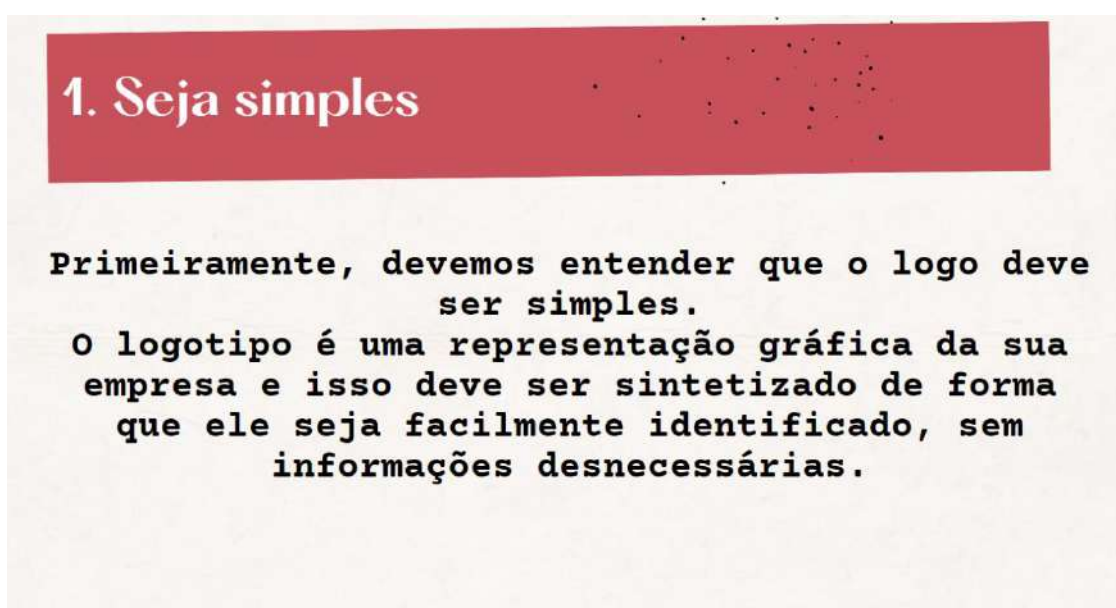 1. Seja simples
Primeiramente, devemos entender que o logo deve
ser simples.
O logotipo é uma representação gráfica da sua
empresa e isso deve ser sintetizado de forma
que ele seja facilmente identificado, sem
informações desnecessárias.